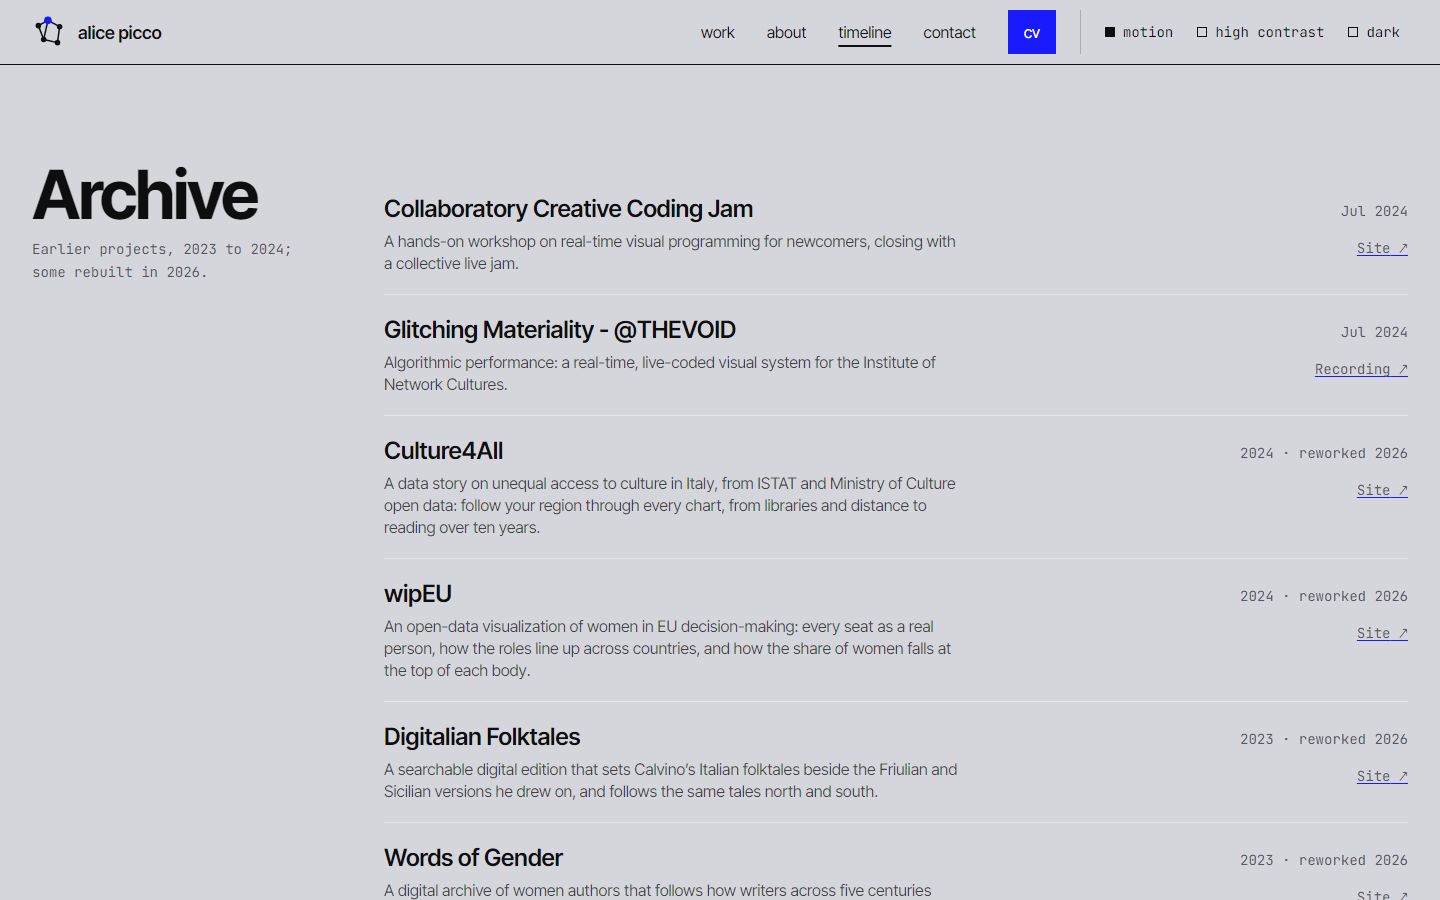 alice picco
work about timeline contact cv motion high contrast dark
Archive
Earlier projects, 2023 to 2024;
some rebuilt in 2026.
Collaboratory Creative Coding Jam
Jul 2024
A hands-on workshop on real-time visual programming for newcomers, closing with
a collective live jam.
Site ↗
Glitching Materiality - @THEVOID
Jul 2024
Algorithmic performance: a real-time, live-coded visual system for the Institute of
Network Cultures.
Recording ↗
Culture4All
2024 · reworked 2026
A data story on unequal access to culture in Italy, from ISTAT and Ministry of Culture
open data: follow your region through every chart, from libraries and distance to
reading over ten years.
Site ↗
wipEU
2024 · reworked 2026
An open-data visualization of women in EU decision-making: every seat as a real
person, how the roles line up across countries, and how the share of women falls at
the top of each body.
Site ↗
Digitalian Folktales
2023 · reworked 2026
A searchable digital edition that sets Calvino's Italian folktales beside the Friulian and
Sicilian versions he drew on, and follows the same tales north and south.
Site ↗
Words of Gender
2023 · reworked 2026
A digital archive of women authors that follows how writers across five centuries
Site ↗